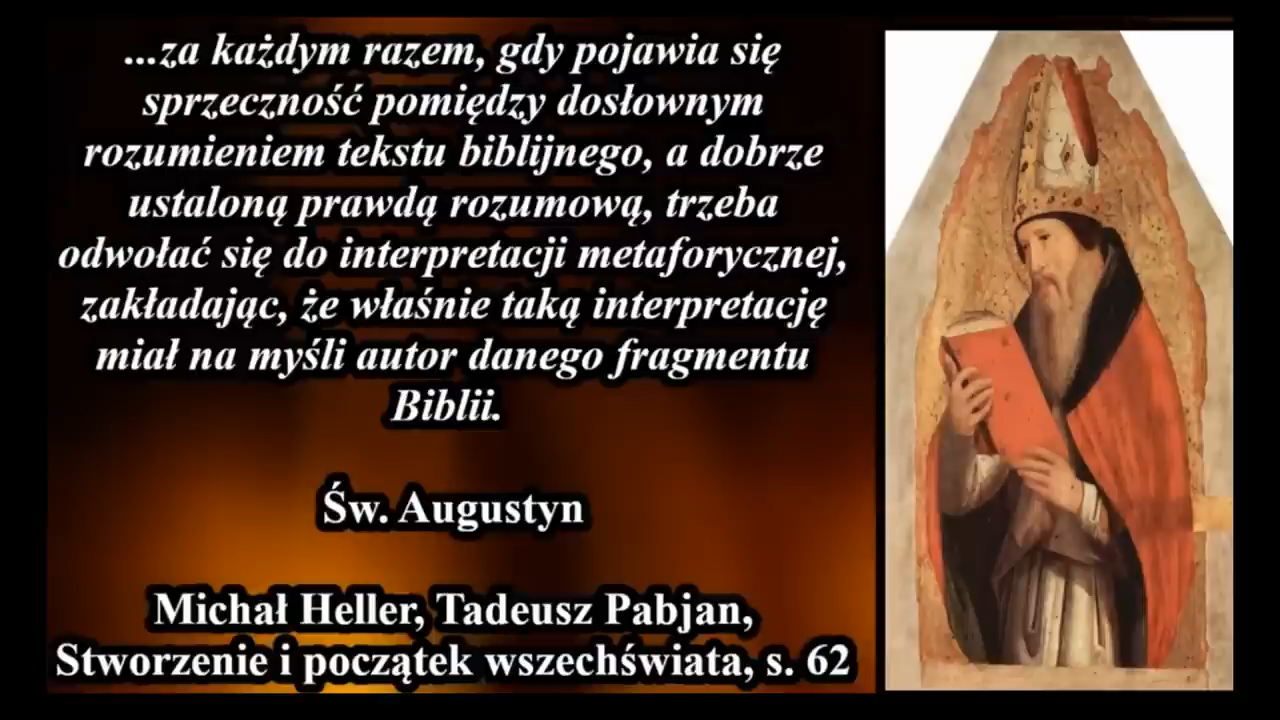 ...za każdym razem, gdy pojawia się
sprzeczność pomiędzy dosłownym
rozumieniem tekstu biblijnego, a dobrze
ustaloną prawdą rozumową, trzeba
odwołać się do interpretacji metaforycznej,
zakładając, że właśnie taką interpretację
miał na myśli autor danego fragmentu
Biblii.
Św. Augustyn
Michał Heller, Tadeusz Pabjan,
Stworzenie i początek wszechświata, s. 62